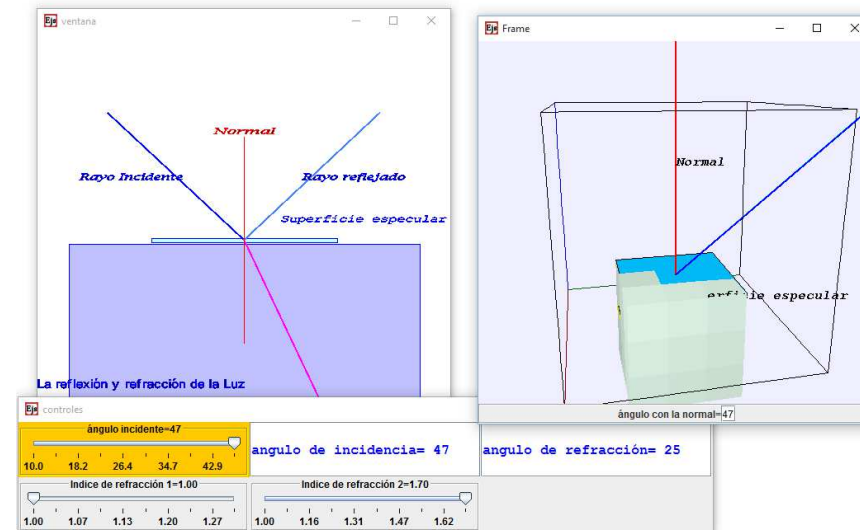 Ejs ventana
Normal
Rayo Incidente
Rayo reflejado
Superficie especular
La reflexión y refracción de la Luz
Ejs Frame
Normal
erficie especular
ángulo con la normal=47
Ejs controles
ángulo incidente=47
10.0 18.2 26.4 34.7 42.9
angulo de incidencia= 47
angulo de refracción= 25
Indice de refracción 1=1.00
1.00 1.07 1.13 1.20 1.27
Indice de refracción 2=1.70
1.00 1.16 1.31 1.47 1.62